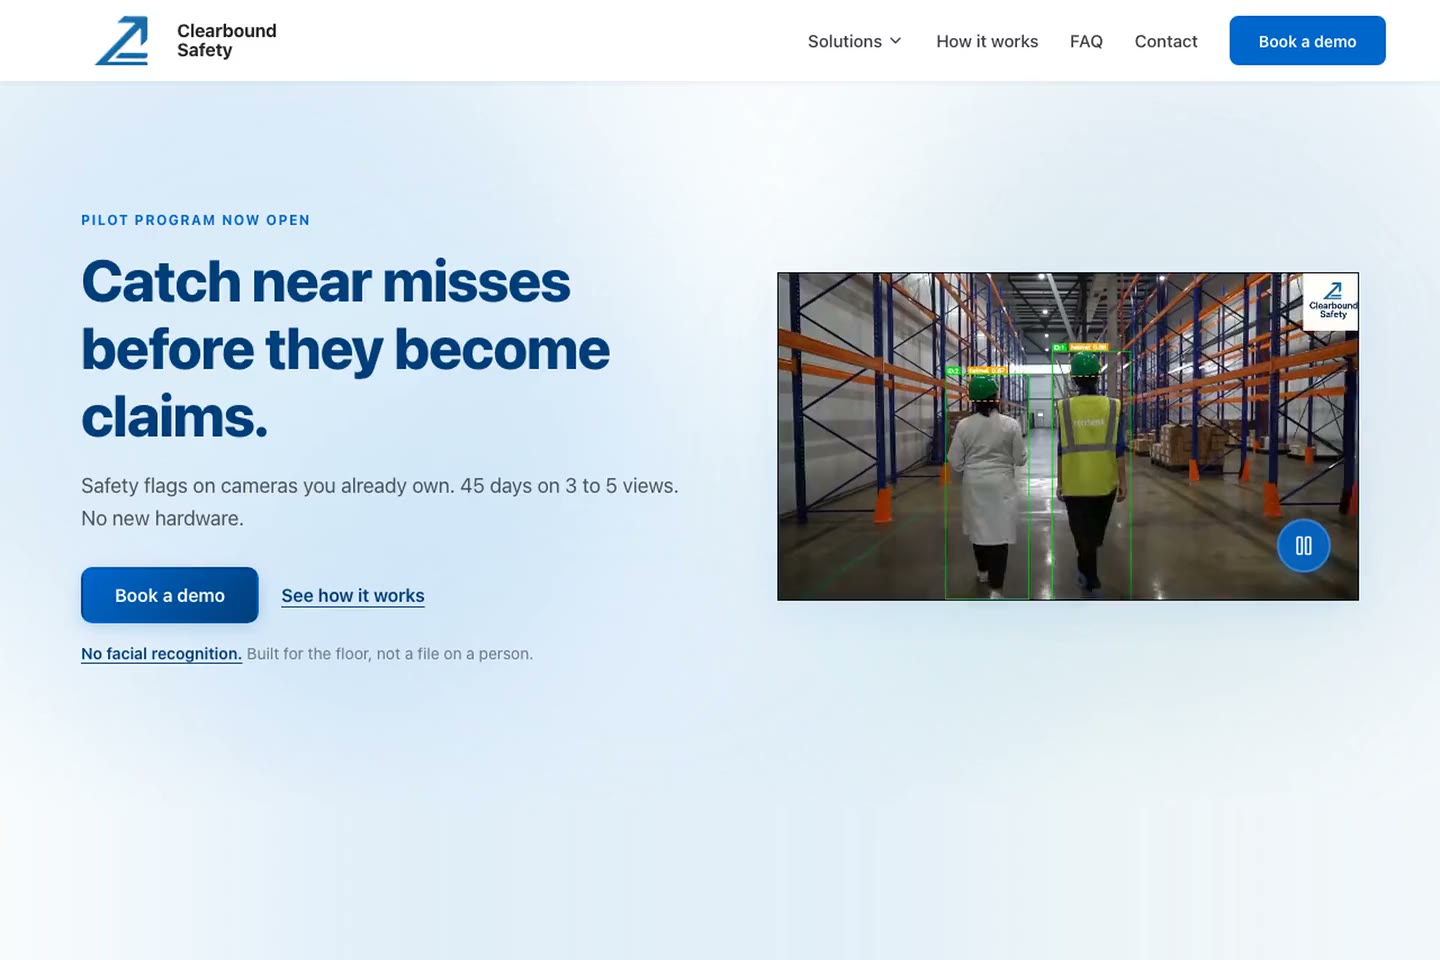 Clearbound
Safety
Solutions
How it works
FAQ
Contact
Book a demo
PILOT PROGRAM NOW OPEN
Catch near misses
before they become
claims.
Safety flags on cameras you already own. 45 days on 3 to 5 views.
No new hardware.
Book a demo
See how it works
No facial recognition. Built for the floor, not a file on a person.
Clearbound
Safety